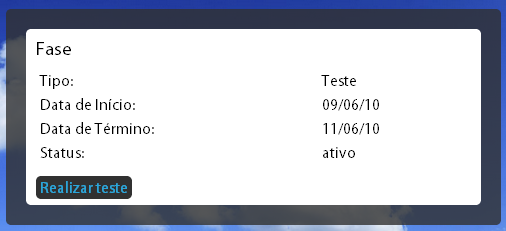 Fase
Tipo: Teste
Data de Início: 09/06/10
Data de Término: 11/06/10
Status: ativo
Realizar teste